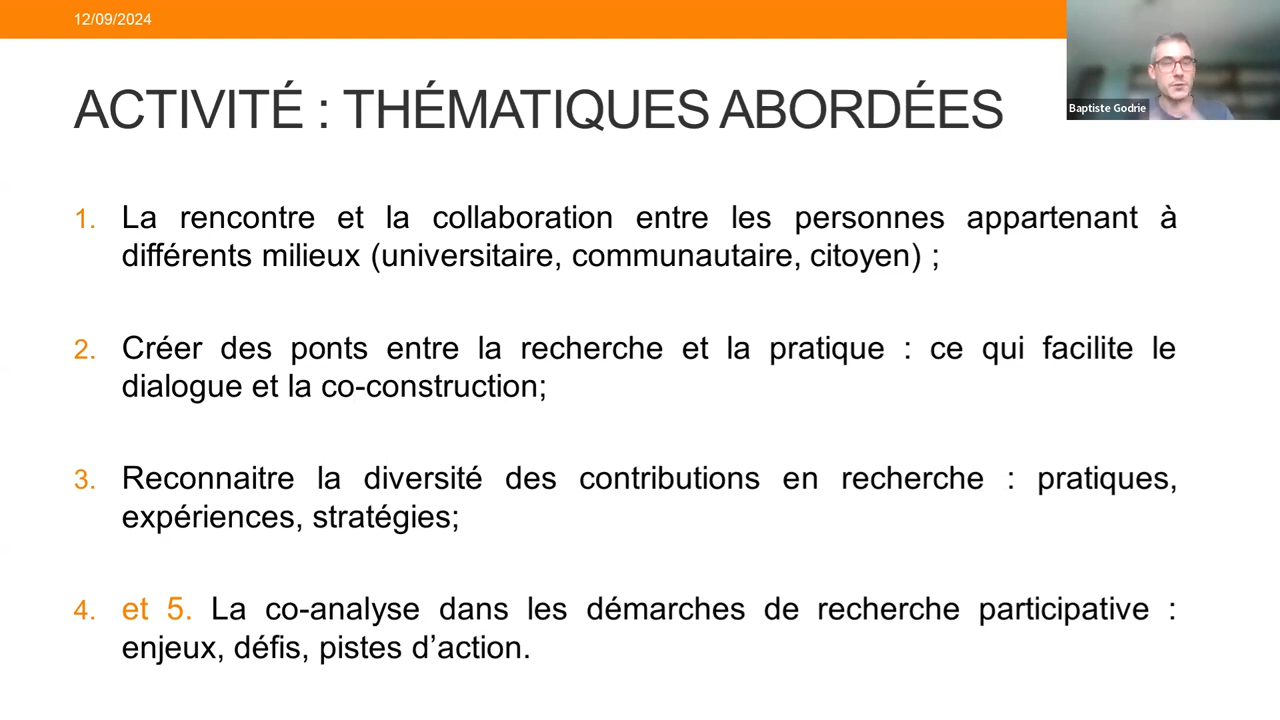 12/09/2024
Baptiste Godrie
ACTIVITÉ : THÉMATIQUES ABORDÉES
1. La rencontre et la collaboration entre les personnes appartenant à
différents milieux (universitaire, communautaire, citoyen) ;
2. Créer des ponts entre la recherche et la pratique : ce qui facilite le
dialogue et la co-construction;
3. Reconnaitre la diversité des contributions en recherche : pratiques,
expériences, stratégies;
4. et 5. La co-analyse dans les démarches de recherche participative :
enjeux, défis, pistes d’action.